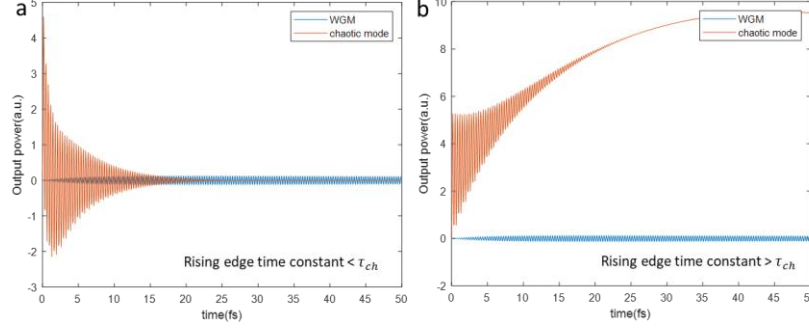 a
WGM
chaotic mode
Output power(a.u.)
5
4
3
2
1
0
-1
-2
-3
0 5 10 15 20 25 30 35 40 45 50
time(fs)
Rising edge time constant < τch
b
WGM
chaotic mode
Output power(a.u.)
10
8
6
4
2
0
-2
0 5 10 15 20 25 30 35 40 45 50
time(fs)
Rising edge time constant > τch